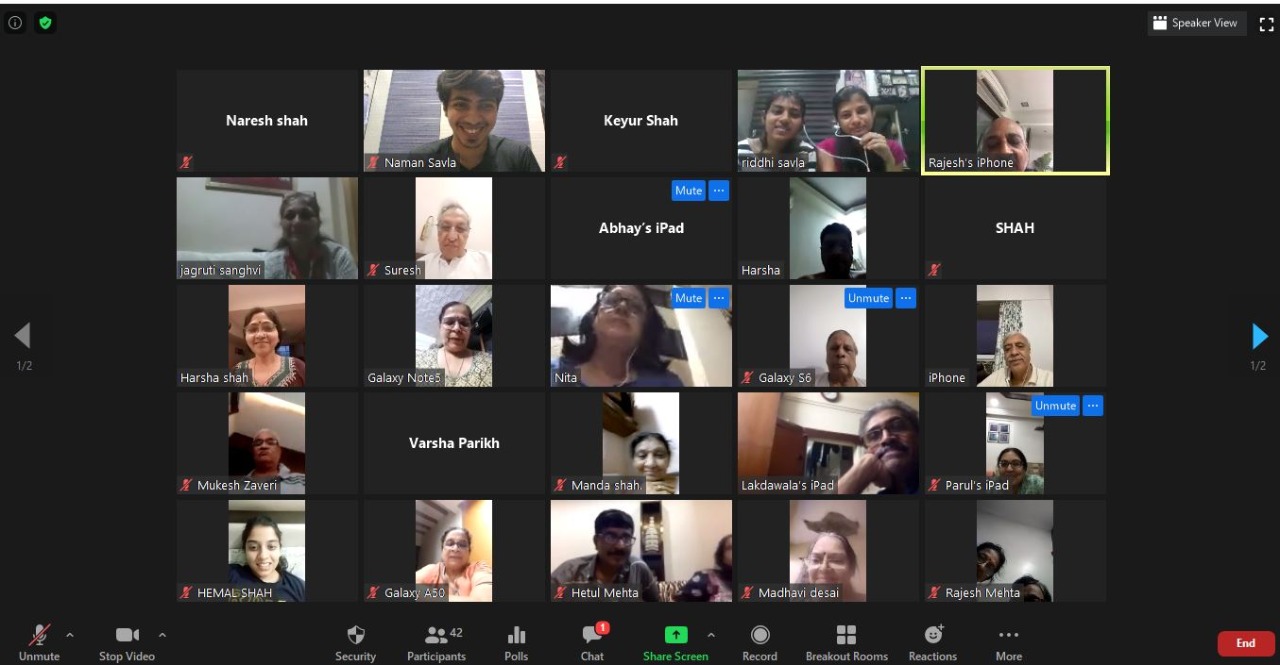 Speaker View
Naresh shah
Naman Savla
Keyur Shah
riddhi savla
Rajesh's iPhone
jagruti sanghvi
Suresh
Mute ...
Abhay's iPad
Harsha
SHAH
Harsha shah
Galaxy Note5
Mute ...
Nita
Unmute ...
Galaxy S6
iPhone
1/2
1/2
Mukesh Zaveri
Varsha Parikh
Manda shah.
Lakdawala's iPad
Unmute ...
Parul's iPad
HEMAL SHAH
Galaxy A50
Hetul Mehta
Madhavi desai
Rajesh Mehta
42
1
Unmute
Stop Video
Security
Participants
Polls
Chat
Share Screen
Record
Breakout Rooms
Reactions
More
End